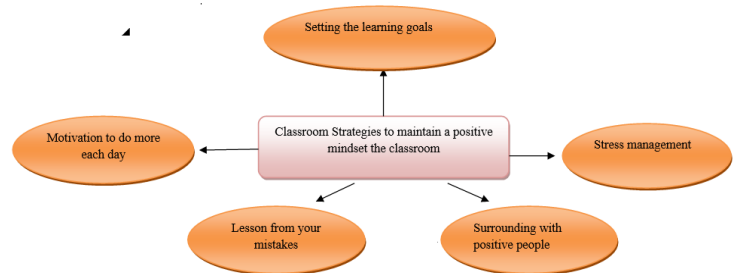 Setting the learning goals
Classroom Strategies to maintain a positive
mindset the classroom
Motivation to do more
each day
Stress management
Lesson from your
mistakes
Surrounding with
positive people